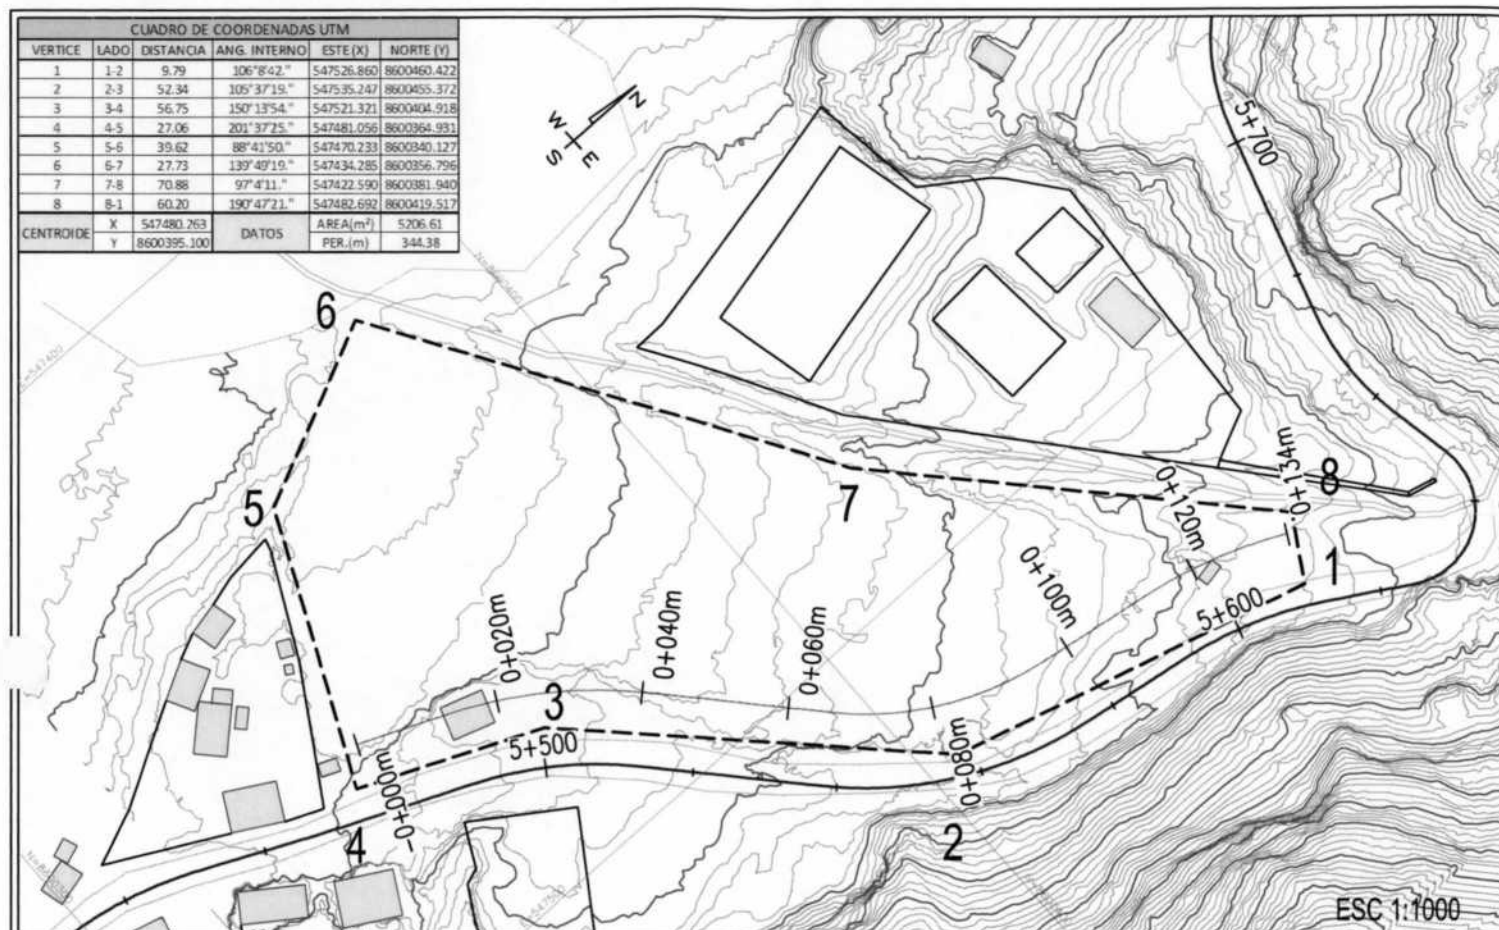 CUADRO DE COORDENADAS UTM
VERTICE LADO DISTANCIA ANG. INTERNO ESTE (X) NORTE (Y)
1 1-2 9.79 106°8'42." 547526.860 8600460.422
2 2-3 52.34 105°37'19." 547535.247 8600455.372
3 3-4 56.75 150°13'54." 547521.321 8600404.918
4 4-5 27.06 201°37'25." 547481.056 8600364.931
5 5-6 39.62 88°41'50." 547470.233 8600340.127
6 6-7 27.73 139°49'19." 547434.285 8600356.796
7 7-8 70.88 97°4'11." 547422.590 8600381.940
8 8-1 60.20 190°47'21." 547482.692 8600419.517
CENTROIDE X 547480.263 DATOS AREA(m²) 5206.61
Y 8600395.100 PER.(m) 344.38
N
W
E
S
5+700
6
5
7
8
0+134m
0+120m
0+100m
1
5+600
0+020m
0+040m
0+060m
3
5+500
0+080m
0+000m
4
2
ESC 1:1000